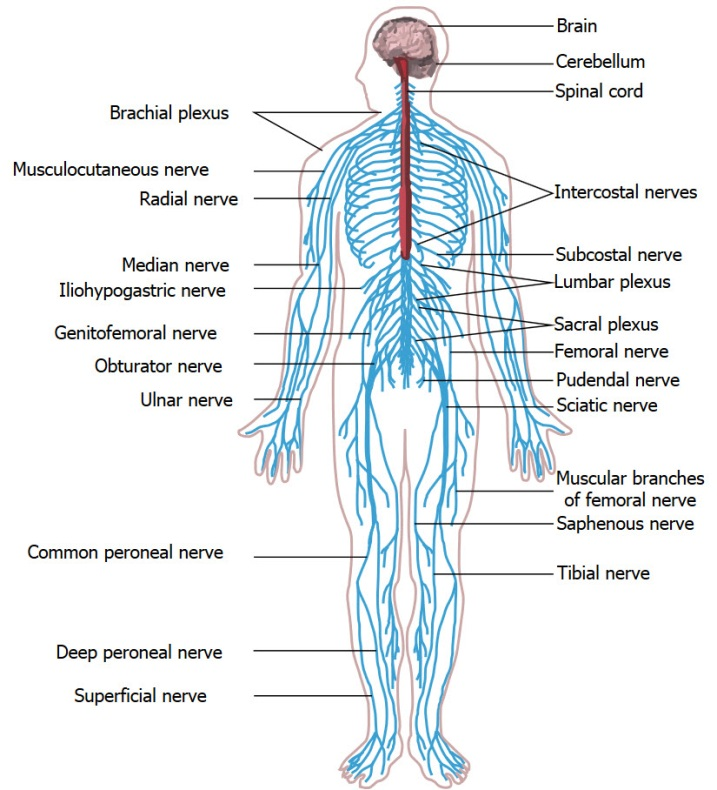 Brain
Cerebellum
Spinal cord
Brachial plexus
Musculocutaneous nerve
Radial nerve
Intercostal nerves
Median nerve
Subcostal nerve
Iliohypogastric nerve
Lumbar plexus
Genitofemoral nerve
Sacral plexus
Obturator nerve
Femoral nerve
Pudendal nerve
Ulnar nerve
Sciatic nerve
Muscular branches
of femoral nerve
Saphenous nerve
Common peroneal nerve
Tibial nerve
Deep peroneal nerve
Superficial nerve